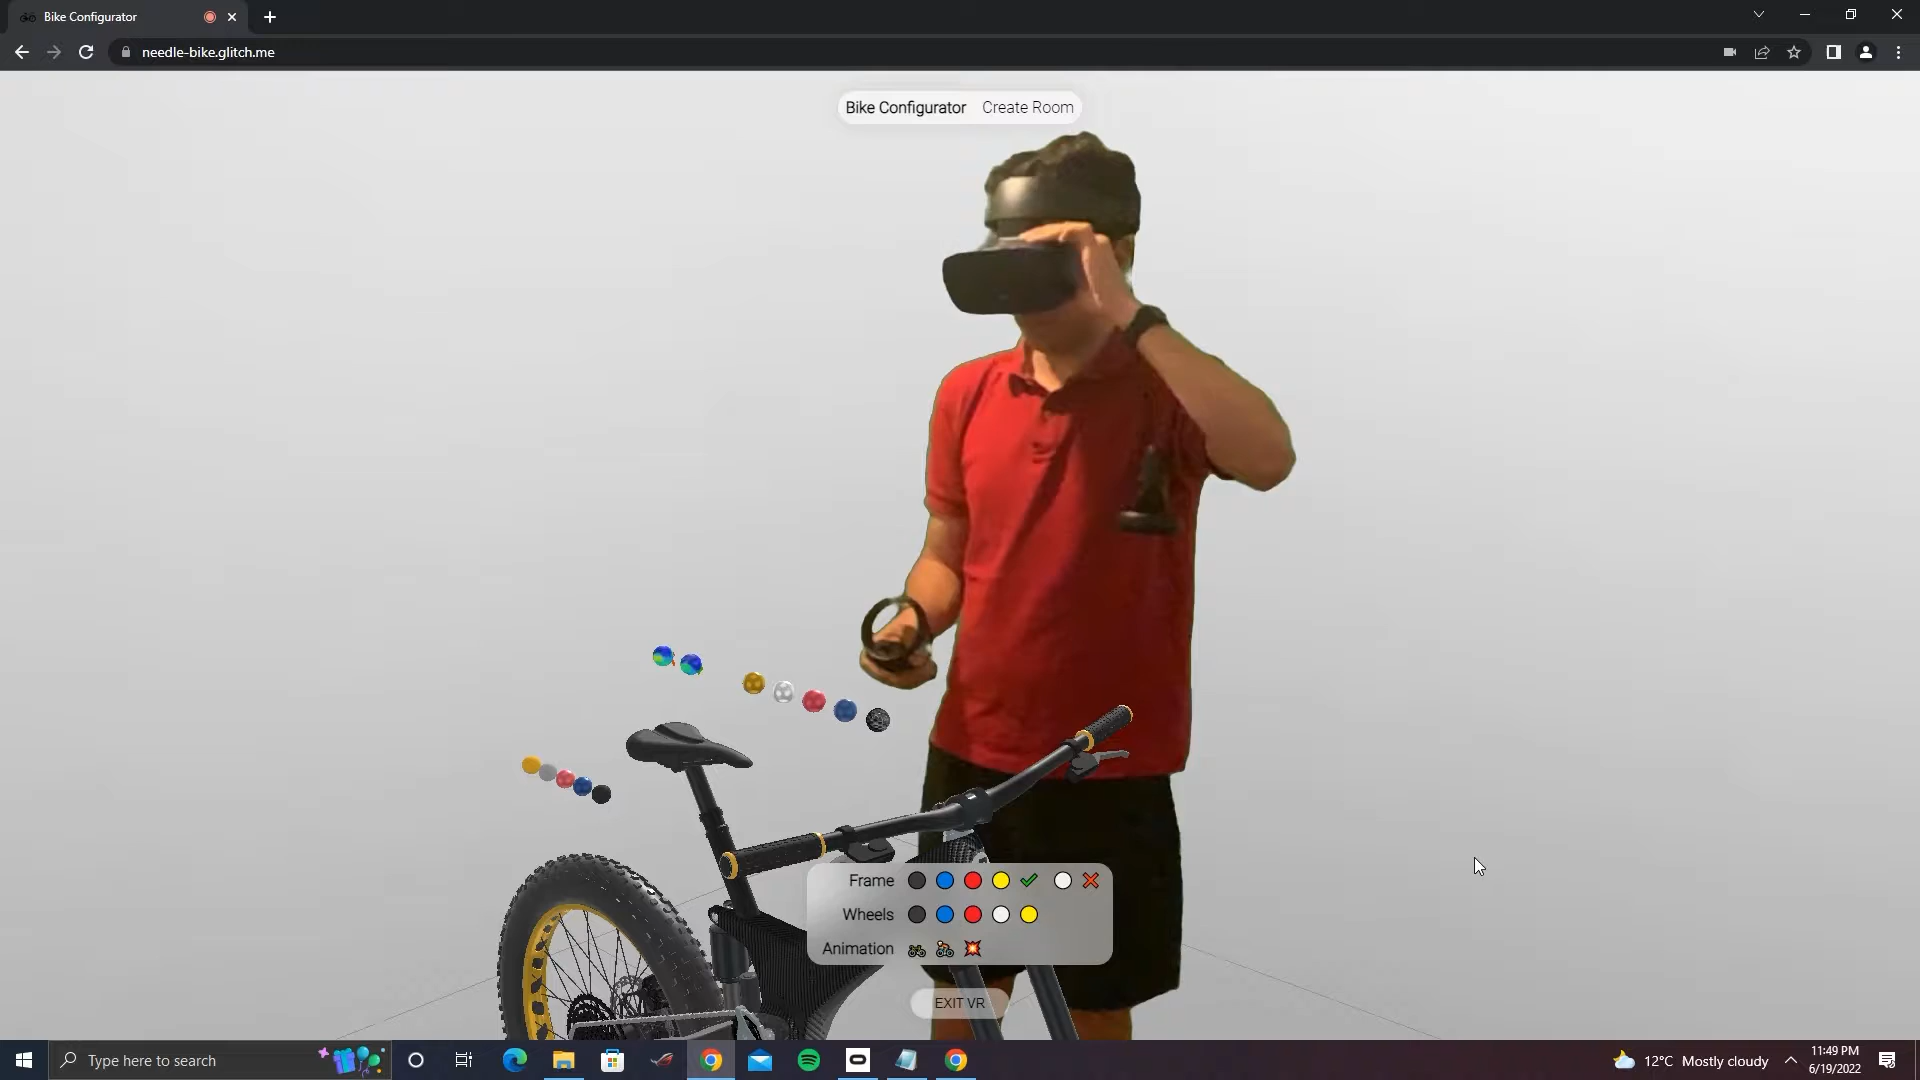 Bike Configurator
needle-bike.glitch.me
Bike Configurator Create Room
Frame
Wheels
Animation
EXIT VR
Type here to search
12°C Mostly cloudy
11:49 PM
6/19/2022